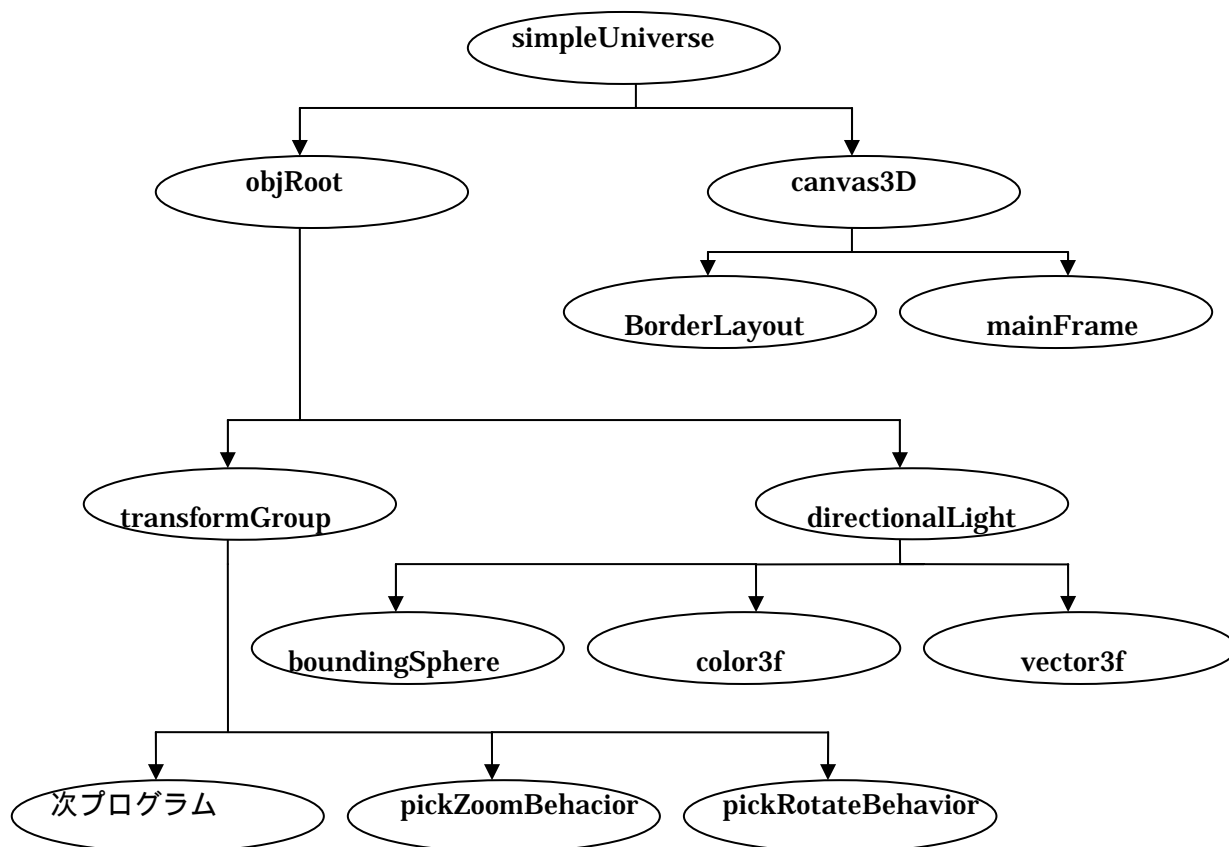 simpleUniverse
objRoot
canvas3D
BorderLayout
mainFrame
transformGroup
directionalLight
boundingSphere
color3f
vector3f
次プログラム
pickZoomBehacior
pickRotateBehavior